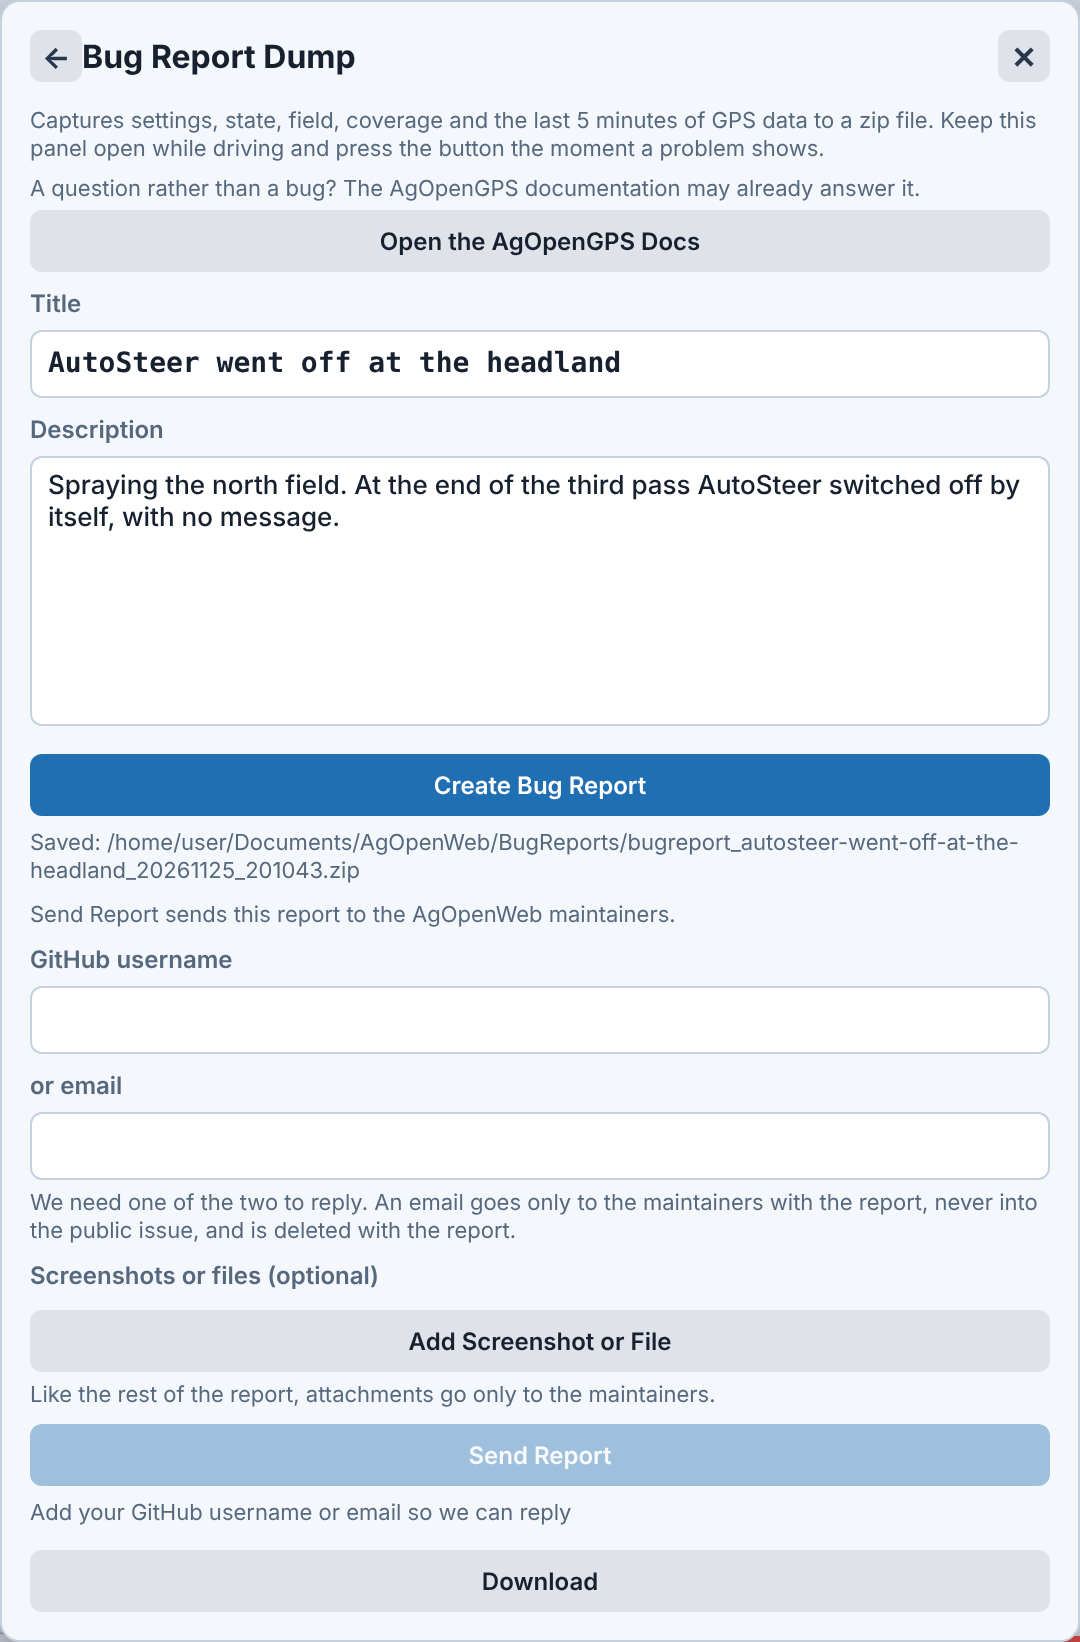 Bug Report Dump
Captures settings, state, field, coverage and the last 5 minutes of GPS data to a zip file. Keep this
panel open while driving and press the button the moment a problem shows.
A question rather than a bug? The AgOpenGPS documentation may already answer it.
Open the AgOpenGPS Docs
Title
AutoSteer went off at the headland
Description
Spraying the north field. At the end of the third pass AutoSteer switched off by
itself, with no message.
Create Bug Report
Saved: /home/user/Documents/AgOpenWeb/BugReports/bugreport_autosteer-went-off-at-the-
headland_20261125_201043.zip
Send Report sends this report to the AgOpenWeb maintainers.
GitHub username
or email
We need one of the two to reply. An email goes only to the maintainers with the report, never into
the public issue, and is deleted with the report.
Screenshots or files (optional)
Add Screenshot or File
Like the rest of the report, attachments go only to the maintainers.
Send Report
Add your GitHub username or email so we can reply
Download